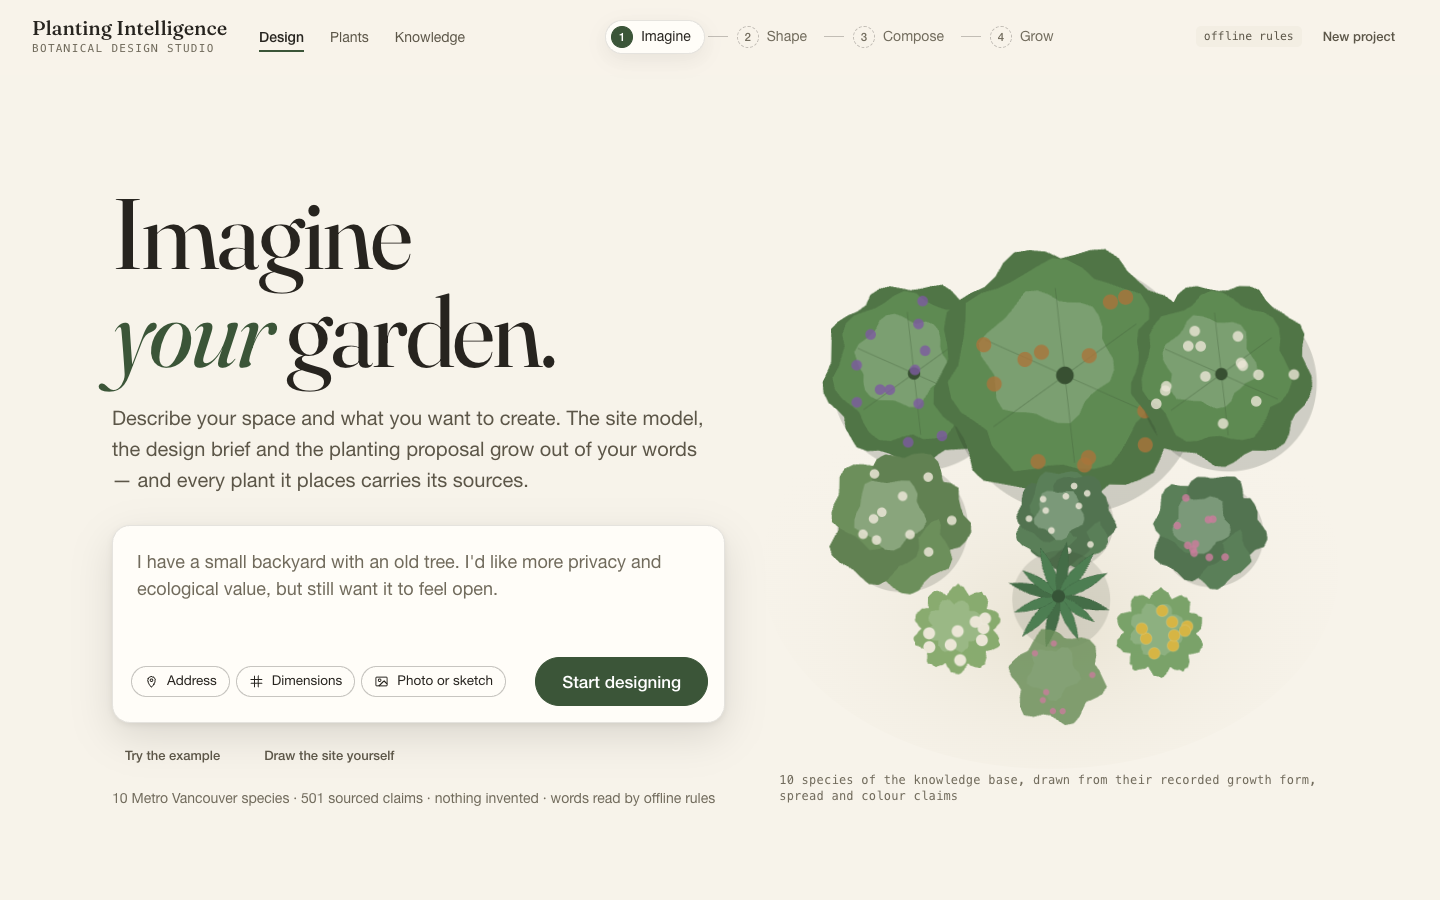 Planting Intelligence
BOTANICAL DESIGN STUDIO
Design
Plants
Knowledge
1 Imagine
2 Shape
3 Compose
4 Grow
offline rules
New project
Imagine
your garden.
Describe your space and what you want to create. The site model,
the design brief and the planting proposal grow out of your words
— and every plant it places carries its sources.
I have a small backyard with an old tree. I'd like more privacy and
ecological value, but still want it to feel open.
Address
Dimensions
Photo or sketch
Start designing
Try the example
Draw the site yourself
10 Metro Vancouver species · 501 sourced claims · nothing invented · words read by offline rules
10 species of the knowledge base, drawn from their recorded growth form,
spread and colour claims